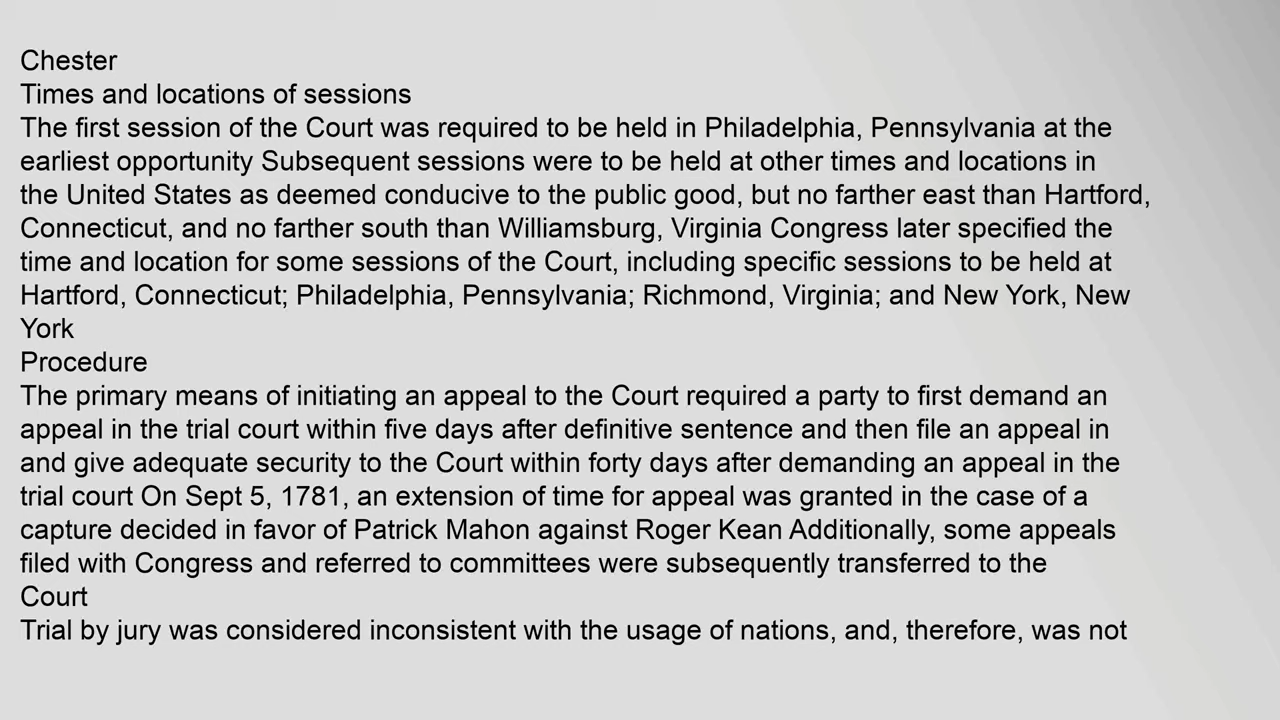 Chester
Times and locations of sessions
The first session of the Court was required to be held in Philadelphia, Pennsylvania at the
earliest opportunity Subsequent sessions were to be held at other times and locations in
the United States as deemed conducive to the public good, but no farther east than Hartford,
Connecticut, and no farther south than Williamsburg, Virginia Congress later specified the
time and location for some sessions of the Court, including specific sessions to be held at
Hartford, Connecticut; Philadelphia, Pennsylvania; Richmond, Virginia; and New York, New
York
Procedure
The primary means of initiating an appeal to the Court required a party to first demand an
appeal in the trial court within five days after definitive sentence and then file an appeal in
and give adequate security to the Court within forty days after demanding an appeal in the
trial court On Sept 5, 1781, an extension of time for appeal was granted in the case of a
capture decided in favor of Patrick Mahon against Roger Kean Additionally, some appeals
filed with Congress and referred to committees were subsequently transferred to the
Court
Trial by jury was considered inconsistent with the usage of nations, and, therefore, was not